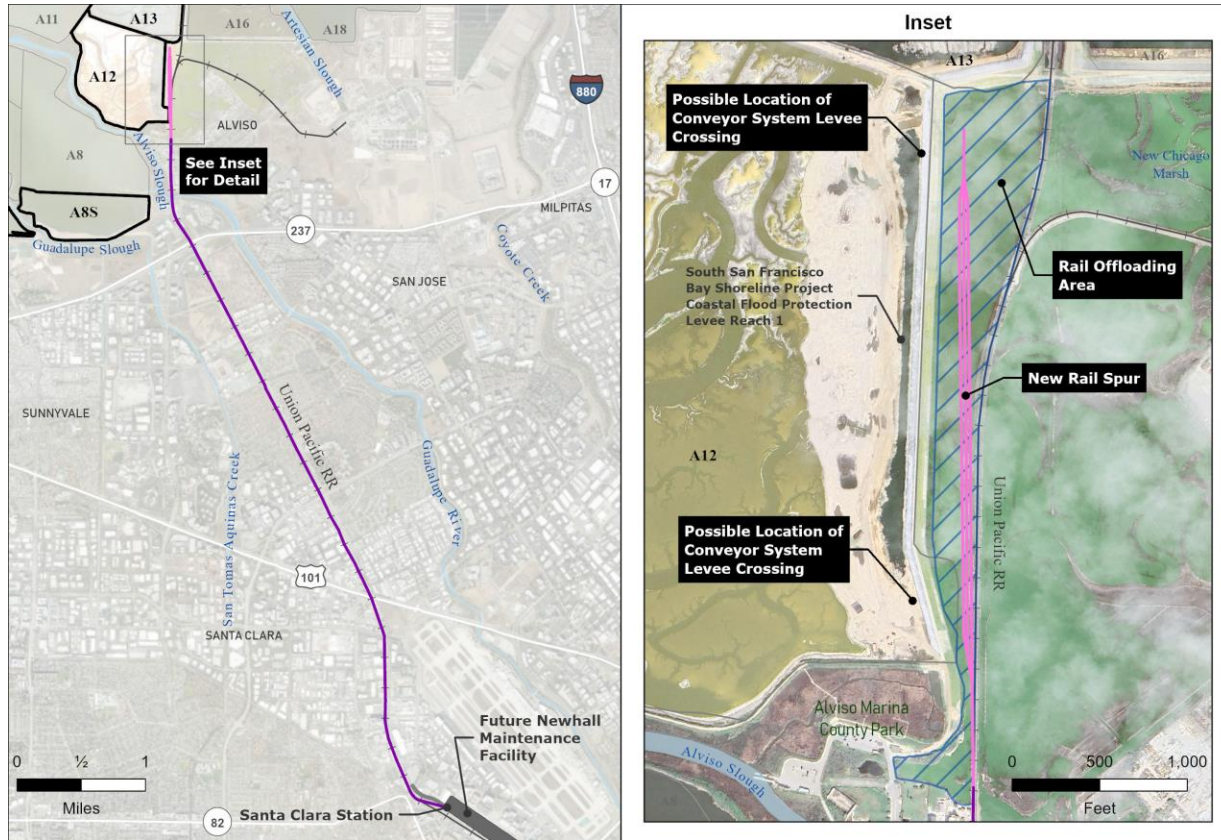 A11
A13
A16
A18
Artesian Slough
A12
880
ALVISO
Alviso Slough
See Inset
for Detail
A8
17
A8S
MILPITAS
237
Guadalupe Slough
Coyote Creek
SAN JOSE
SUNNYVALE
Union Pacific RR
Guadalupe River
San Tomas Aquinas Creek
101
SANTA CLARA
Future Newhall
Maintenance
Facility
0 ½ 1
Miles
Santa Clara Station
82
Inset
A13
A16
Possible Location of
Conveyor System Levee
Crossing
New Chicago
Marsh
Rail Offloading
Area
South San Francisco
Bay Shoreline Project
Coastal Flood Protection
Levee Reach 1
New Rail Spur
A12
Union Pacific RR
Possible Location of
Conveyor System
Levee Crossing
Alviso Marina
County Park
Alviso Slough
A8
0 500 1,000
Feet